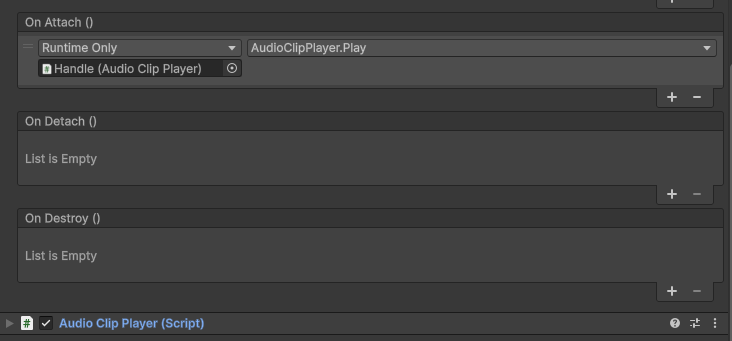 On Attach ()
Runtime Only
AudioClipPlayer.Play
Handle (Audio Clip Player)
On Detach ()
List is Empty
On Destroy ()
List is Empty
Audio Clip Player (Script)